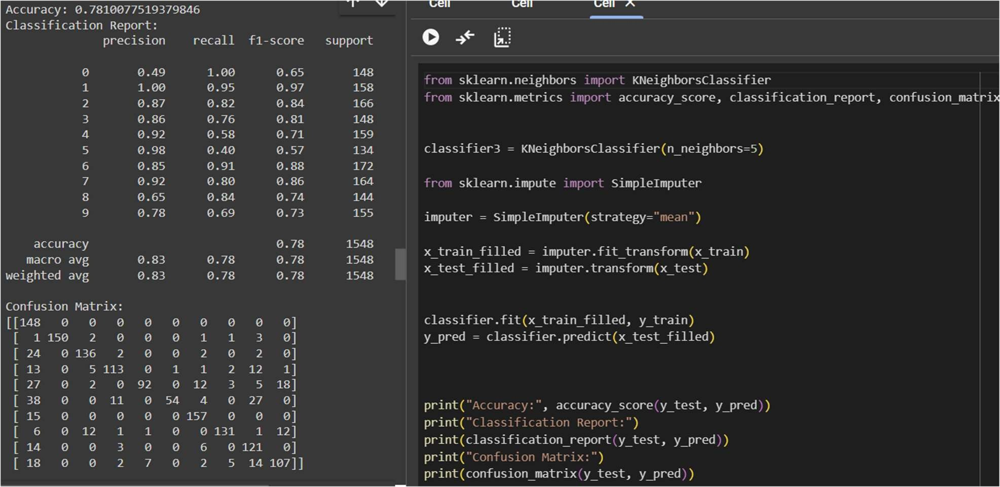 Accuracy: 0.7810077519379846
Classification Report:
precision recall f1-score support
0 0.49 1.00 0.65 148
1 1.00 0.95 0.97 158
2 0.87 0.82 0.84 166
3 0.86 0.76 0.81 148
4 0.92 0.58 0.71 159
5 0.98 0.40 0.57 134
6 0.85 0.91 0.88 172
7 0.92 0.80 0.86 164
8 0.65 0.84 0.74 144
9 0.78 0.69 0.73 155
accuracy 0.78 1548
macro avg 0.83 0.78 0.78 1548
weighted avg 0.83 0.78 0.78 1548
Confusion Matrix:
[[148 0 0 0 0 0 0 0 0 0]
[ 1 150 2 0 0 0 1 1 3 0]
[ 24 0 136 2 0 0 2 0 2 0]
[ 13 0 5 113 0 1 1 2 12 1]
[ 27 0 2 0 92 0 12 3 5 18]
[ 38 0 0 11 0 54 4 0 27 0]
[ 15 0 0 0 0 0 157 0 0 0]
[ 6 0 12 1 1 0 0 131 1 12]
[ 14 0 0 3 0 0 6 0 121 0]
[ 18 0 0 2 7 0 2 5 14 107]]
Cell Cell Cell
from sklearn.neighbors import KNeighborsClassifier
from sklearn.metrics import accuracy_score, classification_report, confusion_matrix
classifier3 = KNeighborsClassifier(n_neighbors=5)
from sklearn.impute import SimpleImputer
imputer = SimpleImputer(strategy="mean")
x_train_filled = imputer.fit_transform(x_train)
x_test_filled = imputer.transform(x_test)
classifier.fit(x_train_filled, y_train)
y_pred = classifier.predict(x_test_filled)
print("Accuracy:", accuracy_score(y_test, y_pred))
print("Classification Report:")
print(classification_report(y_test, y_pred))
print("Confusion Matrix:")
print(confusion_matrix(y_test, y_pred))